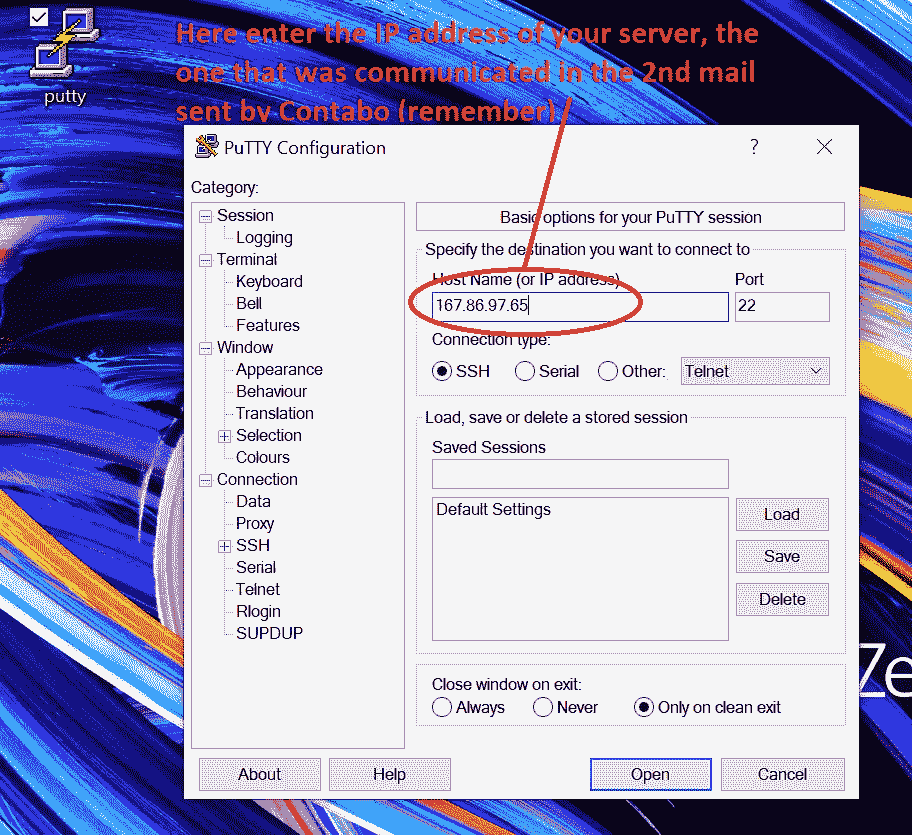 Here enter the IP address of your server, the
one that was communicated in the 2nd mail
sent by Contabo (remember)
putty
PuTTY Configuration
?
Category:
Session
Logging
Terminal
Keyboard
Bell
Features
Window
Appearance
Behaviour
Translation
Selection
Colours
Connection
Data
Proxy
SSH
Serial
Telnet
Rlogin
SUPDUP
Basic options for your PuTTY session
Specify the destination you want to connect to
Host Name (or IP address)
Port
167.86.97.65
22
Connection type:
SSH
Serial
Other:
Telnet
Load, save or delete a stored session
Saved Sessions
Default Settings
Load
Save
Delete
Close window on exit:
Always
Never
Only on clean exit
About
Help
Open
Cancel
Ze